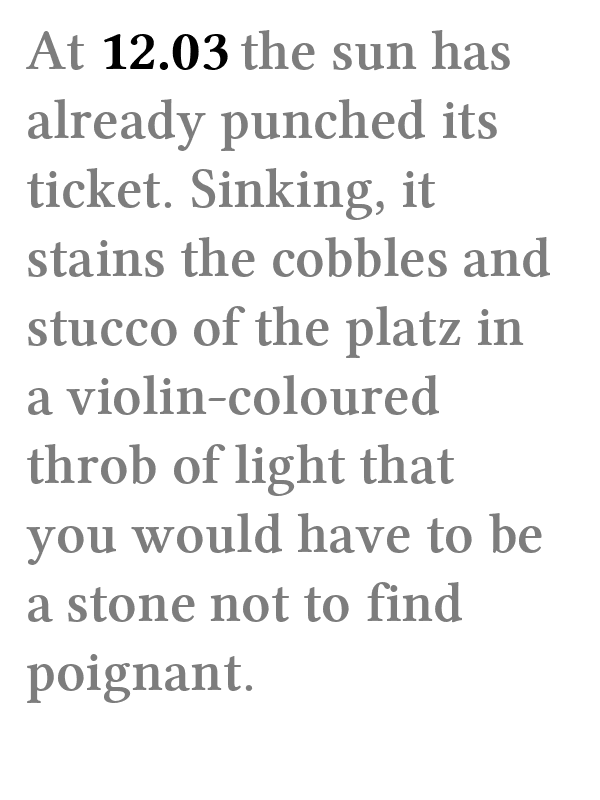 At 12.03 the sun has
already punched its
ticket. Sinking, it
stains the cobbles and
stucco of the platz in
a violin-coloured
throb of light that
you would have to be
a stone not to find
poignant.